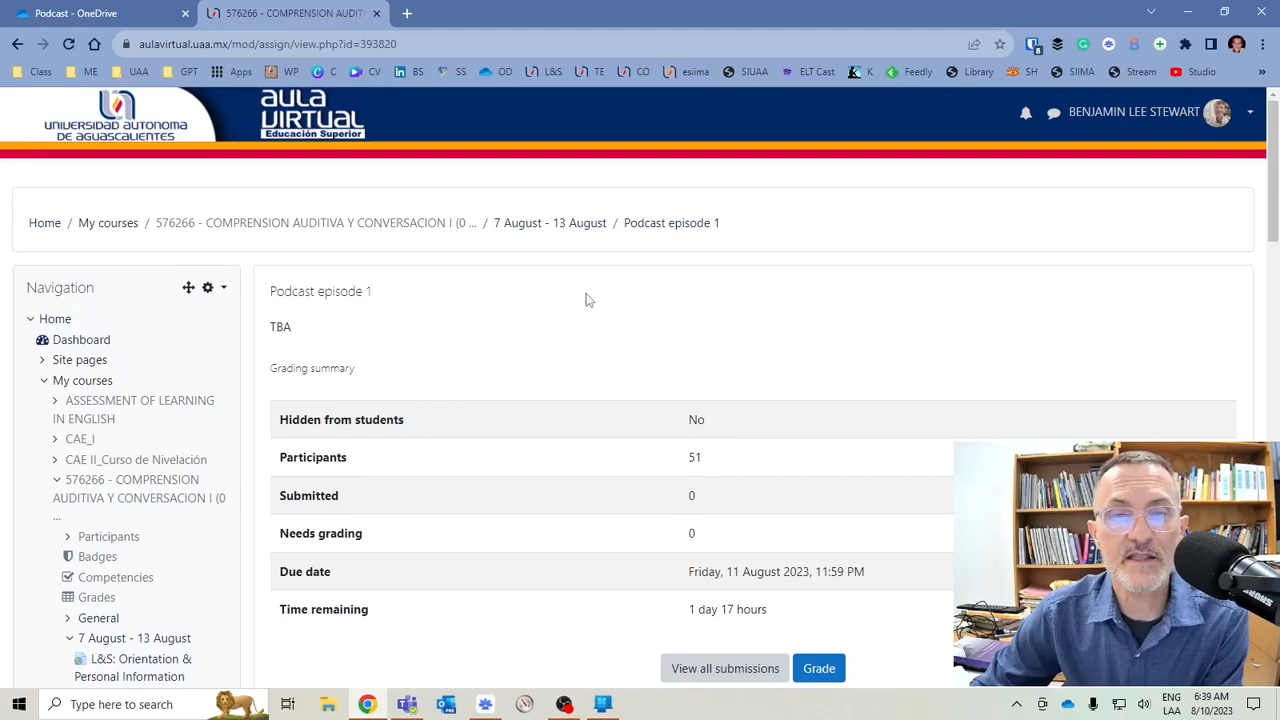 Podcast - OneDrive
576266 - COMPRENSION AUDITIV
aulavirtual.uaa.mx/mod/assign/view.php?id=393820
8
Class ME UAA GPT Apps WP C CV BS SS OD L&S TE CO esiima SIUAA ELT Cast K Feedly Library SH SIIMA Stream Studio »
UNIVERSIDAD AUTONOMA
DE AGUASCALIENTES
AULA
VIRTUAL
Educación Superior
BENJAMIN LEE STEWART
Home / My courses / 576266 - COMPRENSION AUDITIVA Y CONVERSACION I (0 ... / 7 August - 13 August / Podcast episode 1
Navigation
Home
Dashboard
Site pages
My courses
ASSESSMENT OF LEARNING
IN ENGLISH
CAE_I
CAE II_Curso de Nivelación
576266 - COMPRENSION
AUDITIVA Y CONVERSACION I (0
...
Participants
Badges
Competencies
Grades
General
7 August - 13 August
L&S: Orientation &
Personal Information
Podcast episode 1
TBA
Grading summary
Hidden from students No
Participants 51
Submitted 0
Needs grading 0
Due date Friday, 11 August 2023, 11:59 PM
Time remaining 1 day 17 hours
View all submissions Grade
Type here to search
ENG
LAA
6:39 AM
8/10/2023